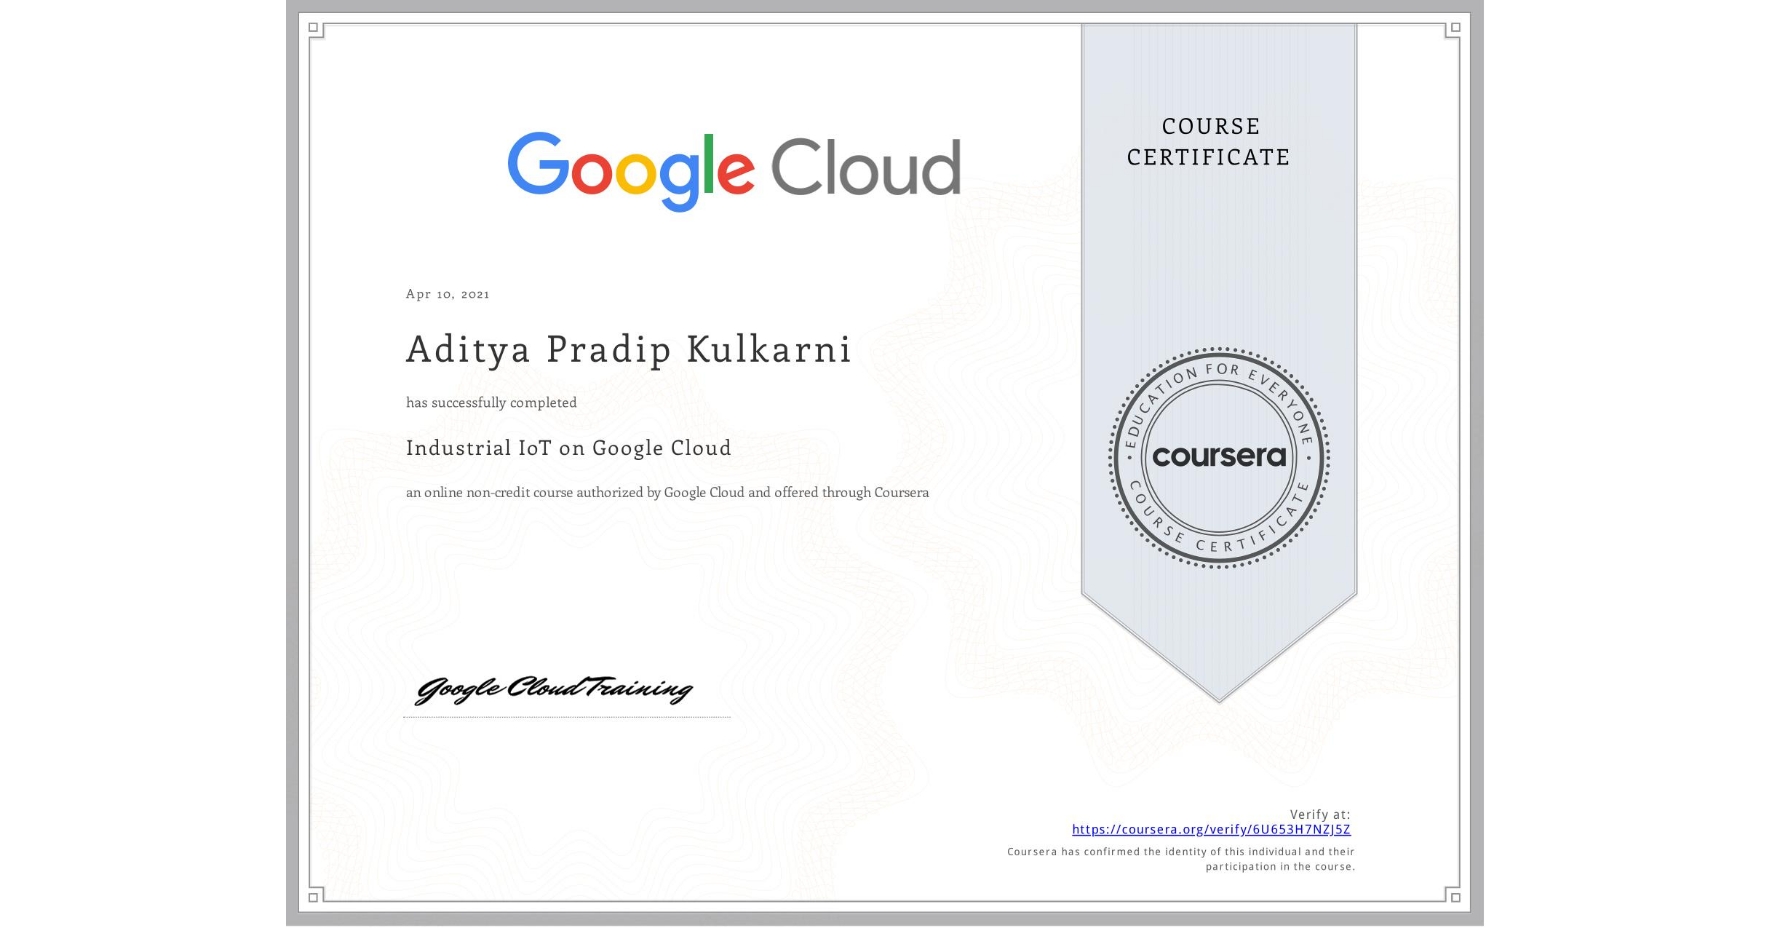 Google Cloud
COURSE
CERTIFICATE
Apr 10, 2021
Aditya Pradip Kulkarni
has successfully completed
Industrial IoT on Google Cloud
an online non-credit course authorized by Google Cloud and offered through Coursera
EDUCATION FOR EVERYONE
coursera
COURSE CERTIFICATE
Google Cloud Training
Verify at:
https://coursera.org/verify/6U653H7NZJ5Z
Coursera has confirmed the identity of this individual and their
participation in the course.